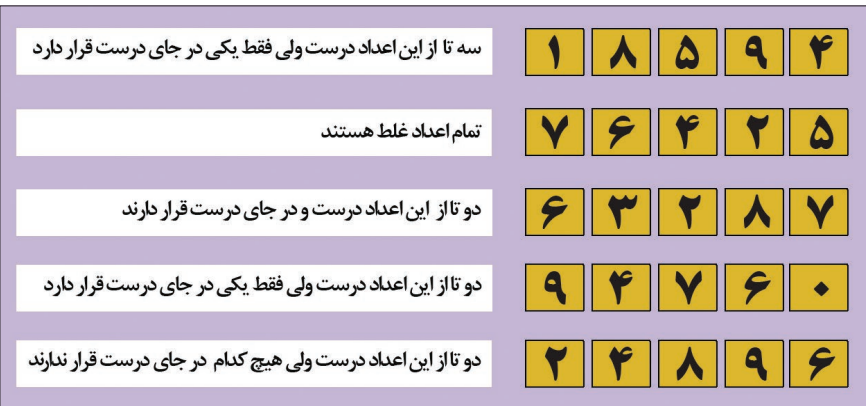 سه تا از این اعداد درست ولی فقط یکی در جای درست قرار دارد
۱ ۸ ۵ ۹ ۴
تمام اعداد غلط هستند
۷ ۶ ۴ ۲ ۵
دو تا از این اعداد درست و در جای درست قرار دارند
۶ ۳ ۲ ۸ ۷
دو تا از این اعداد درست ولی فقط یکی در جای درست قرار دارد
۹ ۴ ۷ ۶ ۰
دو تا از این اعداد درست ولی هیچ کدام در جای درست قرار ندارند
۲ ۴ ۸ ۹ ۶